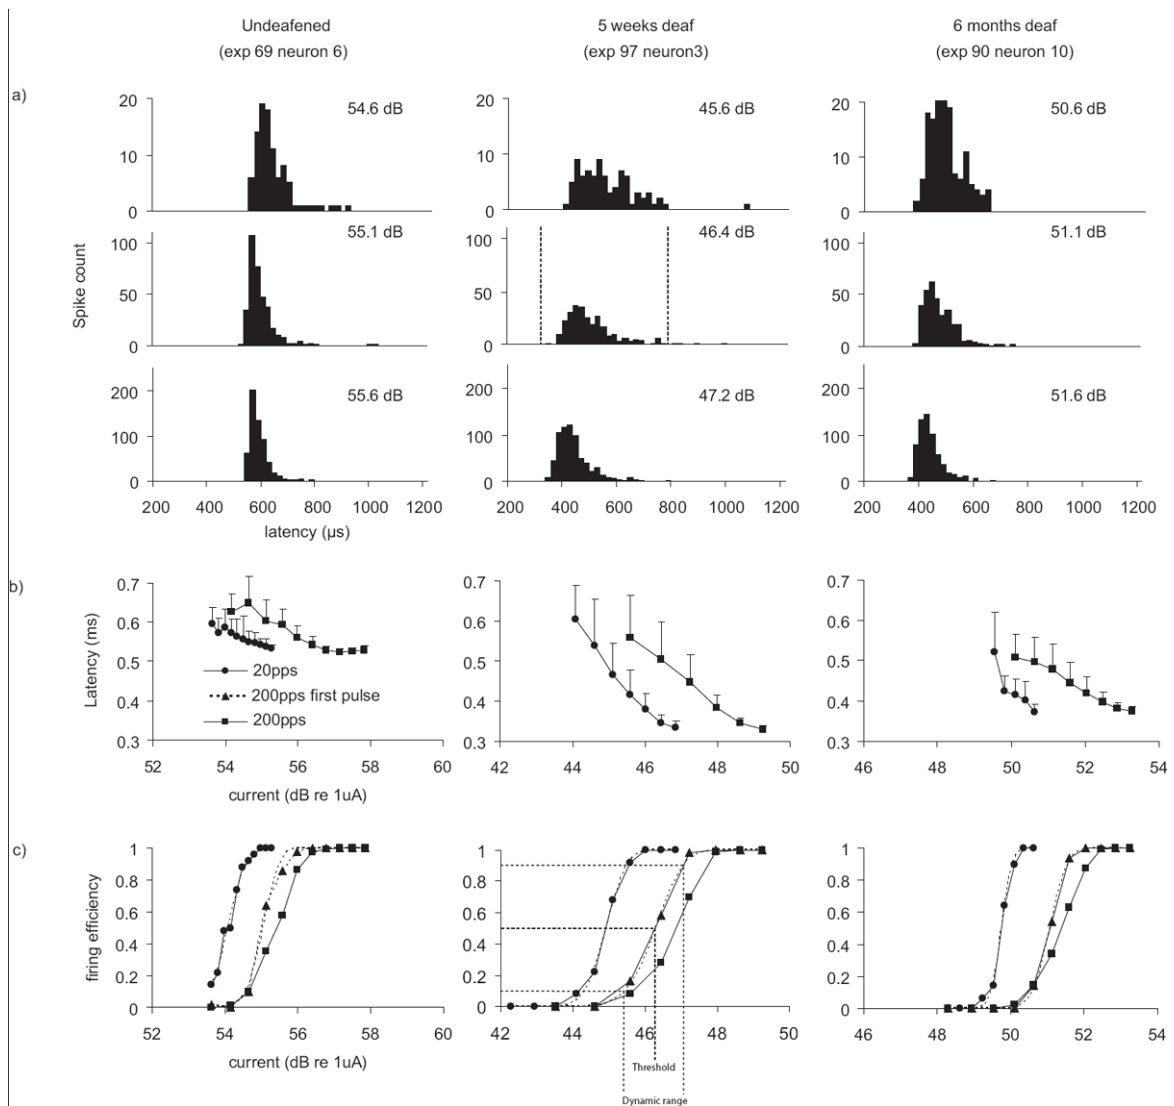 Undeafened
(exp 69 neuron 6)
5 weeks deaf
(exp 97 neuron3)
6 months deaf
(exp 90 neuron 10)
a)
Spike count
20
10
0
54.6 dB
20
10
0
45.6 dB
20
10
0
50.6 dB
100
50
0
55.1 dB
100
50
0
46.4 dB
100
50
0
51.1 dB
200
100
0
55.6 dB
200
100
0
47.2 dB
200
100
0
51.6 dB
200 400 600 800 1000 1200
200 400 600 800 1000 1200
200 400 600 800 1000 1200
latency (µs)
b)
Latency (ms)
0.7
0.6
0.5
0.4
0.3
20pps
200pps first pulse
200pps
52 54 56 58 60
current (dB re 1uA)
0.7
0.6
0.5
0.4
0.3
42 44 46 48 50
0.7
0.6
0.5
0.4
0.3
46 48 50 52 54
c)
firing efficiency
1
0.8
0.6
0.4
0.2
0
52 54 56 58 60
current (dB re 1uA)
1
0.8
0.6
0.4
0.2
0
42 44 46 48 50
Threshold
Dynamic range
1
0.8
0.6
0.4
0.2
0
46 48 50 52 54